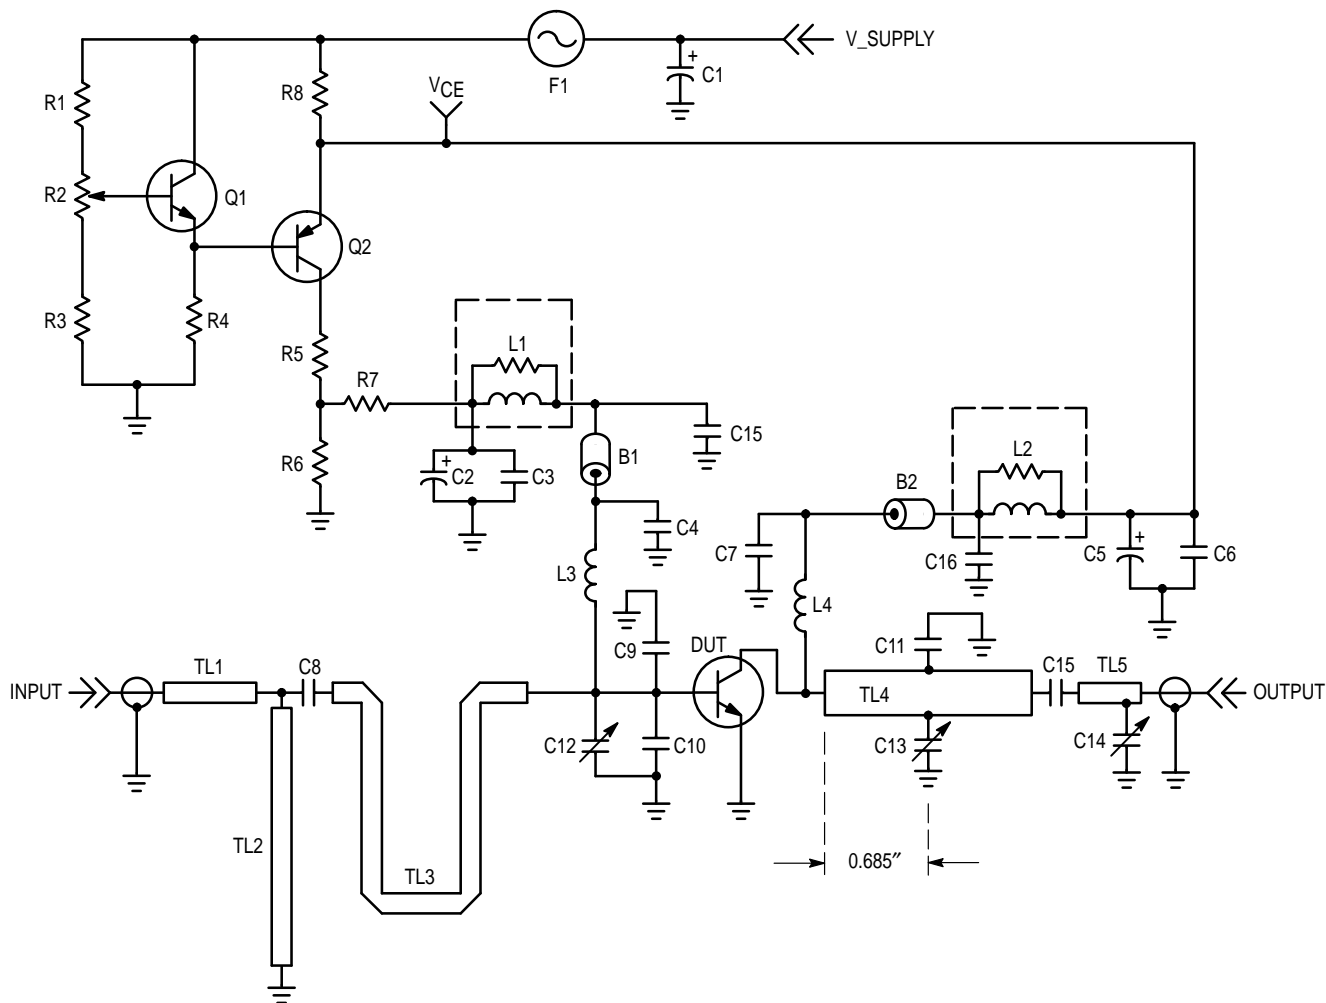 V_SUPPLY
F1
+
C1
R1
R8
VCE
R2
Q1
Q2
R3
R4
R5
R7
L1
R6
+
C2
C3
B1
C15
C4
L3
B2
L2
C7
C16
C5
+
C6
L4
C9
DUT
C11
INPUT
TL1
C8
TL4
C15
TL5
OUTPUT
C12
C10
C13
C14
TL2
TL3
0.685″